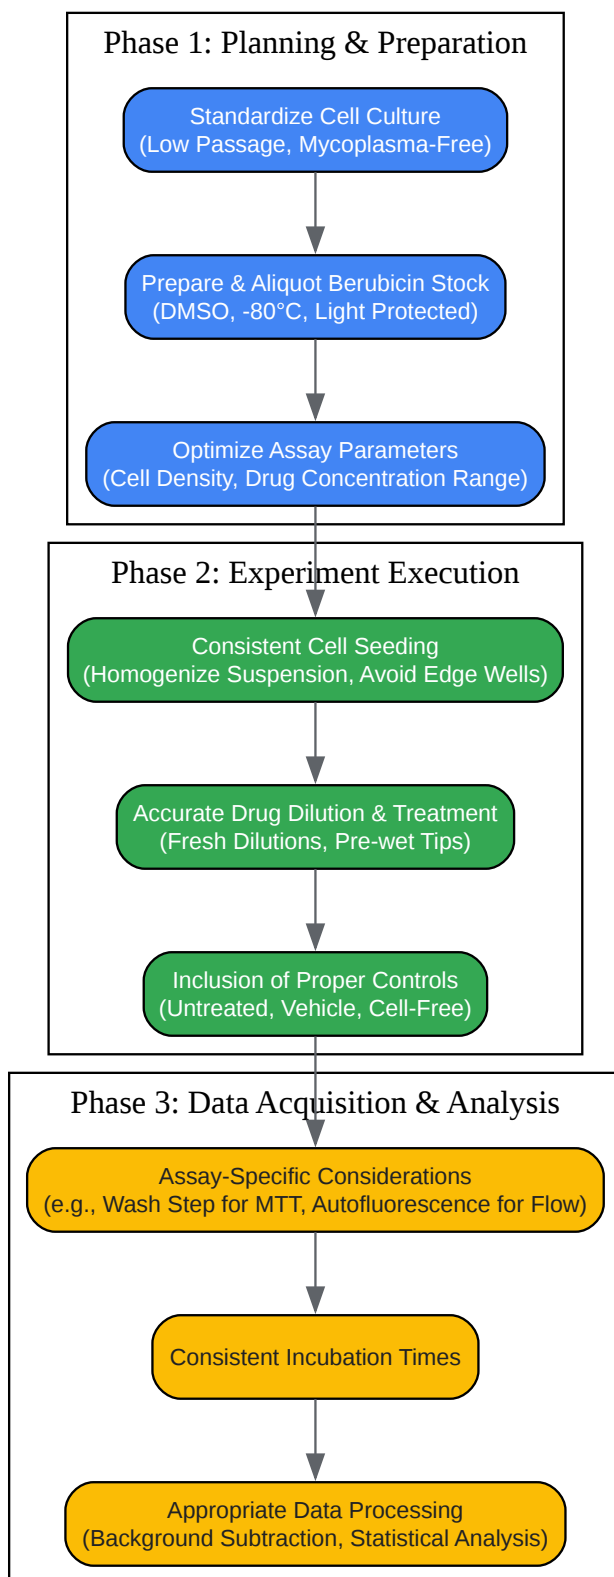 Phase 1: Planning & Preparation
Standardize Cell Culture
(Low Passage, Mycoplasma-Free)
Prepare & Aliquot Berubicin Stock
(DMSO, -80°C, Light Protected)
Optimize Assay Parameters
(Cell Density, Drug Concentration Range)
Phase 2: Experiment Execution
Consistent Cell Seeding
(Homogenize Suspension, Avoid Edge Wells)
Accurate Drug Dilution & Treatment
(Fresh Dilutions, Pre-wet Tips)
Inclusion of Proper Controls
(Untreated, Vehicle, Cell-Free)
Phase 3: Data Acquisition & Analysis
Assay-Specific Considerations
(e.g., Wash Step for MTT, Autofluorescence for Flow)
Consistent Incubation Times
Appropriate Data Processing
(Background Subtraction, Statistical Analysis)